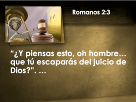 Romanos 2:3
"¿Y piensas esto, oh hombre…
que tú escaparás del juicio de
Dios?". …